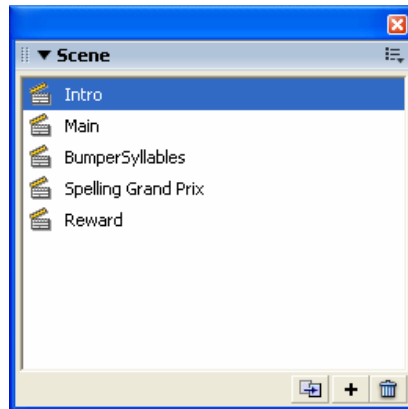 Scene
Intro
Main
BumperSyllables
Spelling Grand Prix
Reward